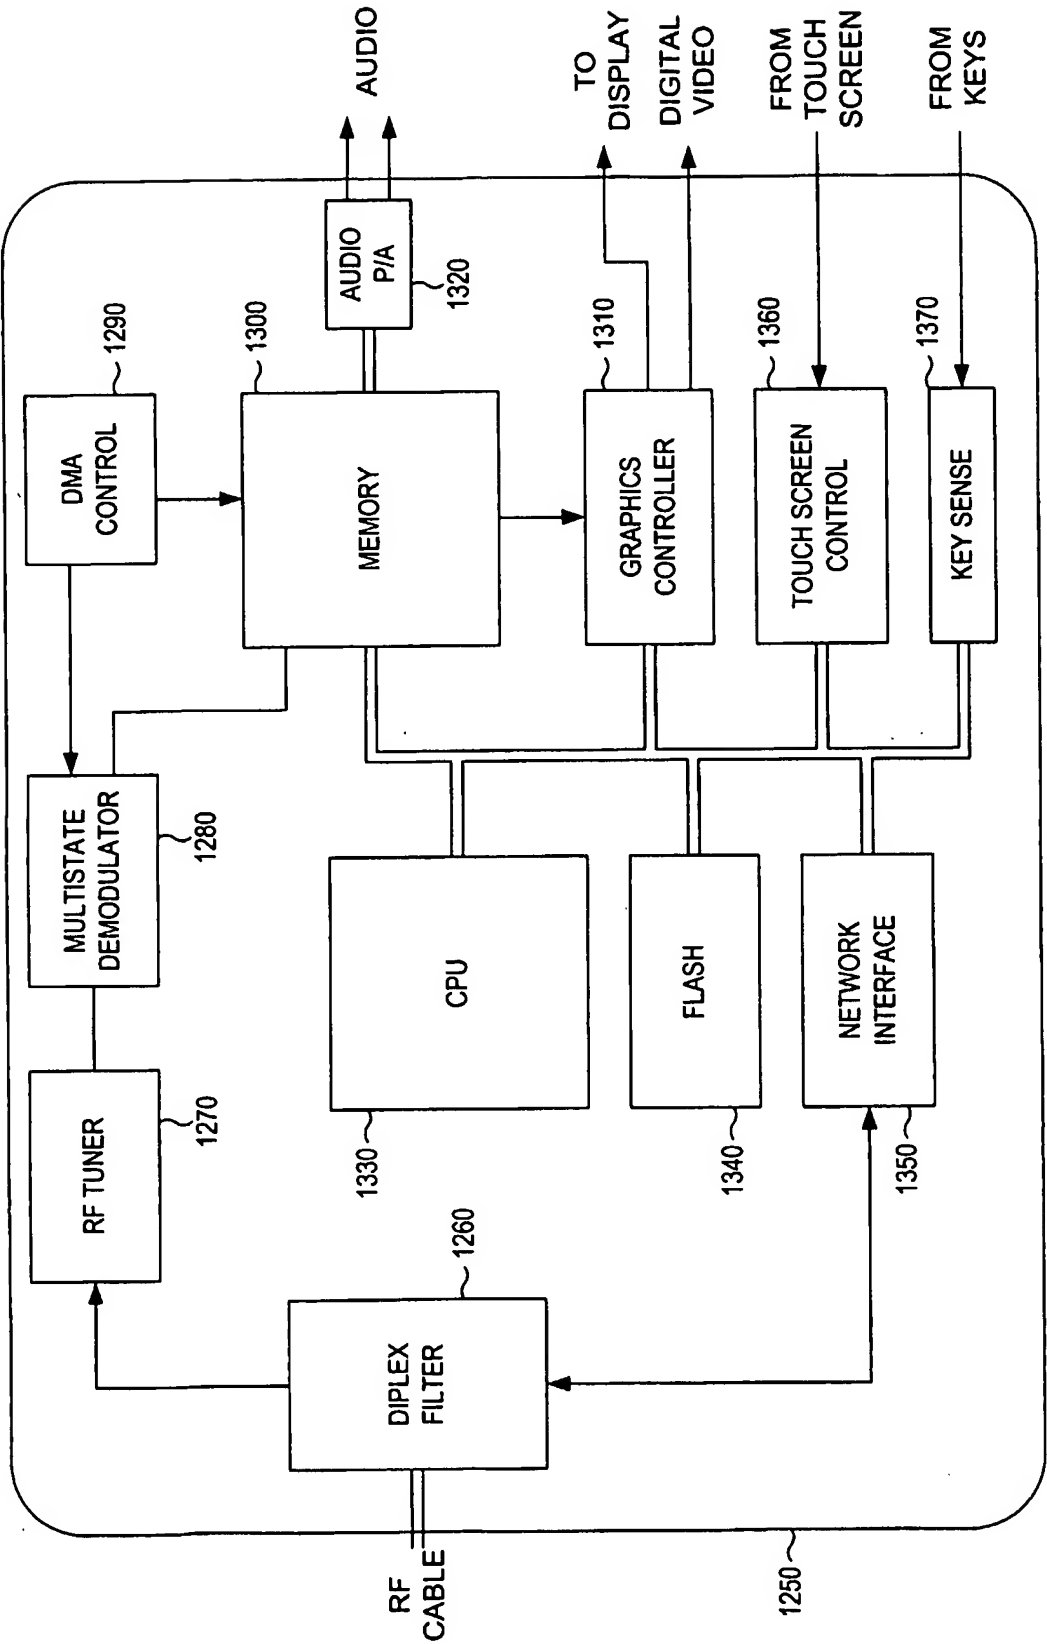 RF TUNER
1270
MULTISTATE
DEMODULATOR
1280
DMA
CONTROL
1290
RF
CABLE
DIPLEX
FILTER
1260
CPU
1330
MEMORY
1300
AUDIO
P/A
1320
AUDIO
FLASH
1340
GRAPHICS
CONTROLLER
1310
TO
DISPLAY
DIGITAL
VIDEO
NETWORK
INTERFACE
1350
TOUCH SCREEN
CONTROL
1360
FROM
TOUCH
SCREEN
KEY SENSE
1370
FROM
KEYS
1250